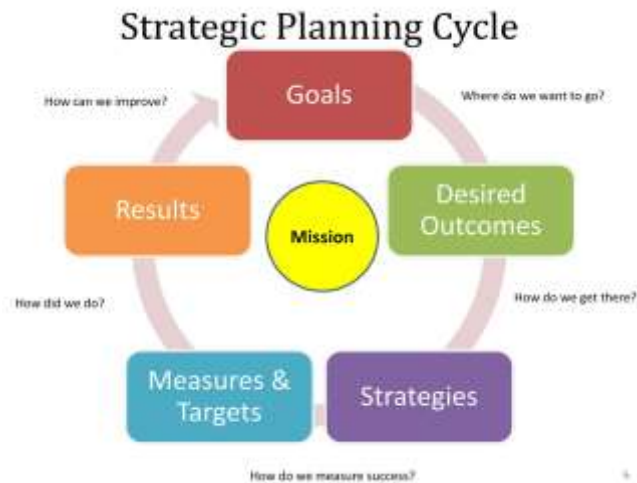 Strategic Planning Cycle
How can we improve?
Goals
Where do we want to go?
Results
Mission
Desired
Outcomes
How did we do?
How do we get there?
Measures &
Targets
Strategies
How do we measure success?